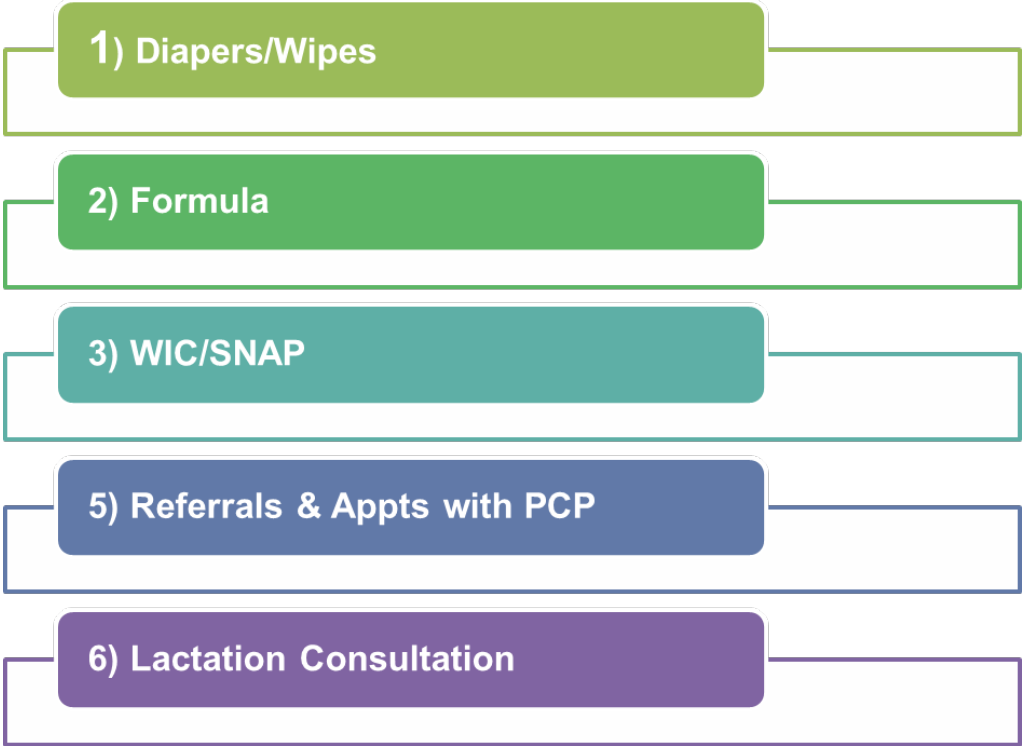 1) Diapers/Wipes
2) Formula
3) WIC/SNAP
5) Referrals & Appts with PCP
6) Lactation Consultation